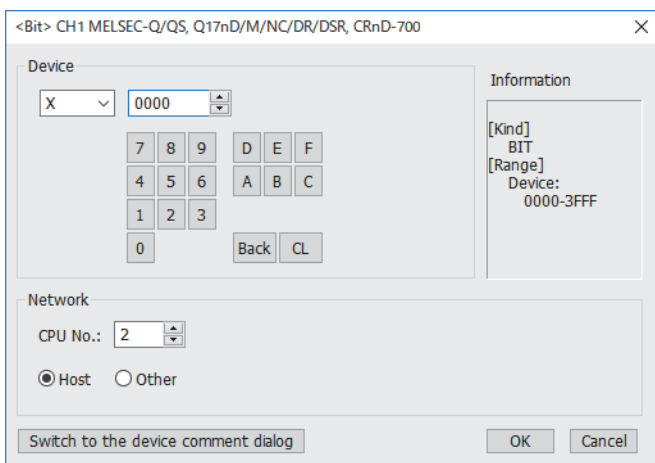 <Bit> CH1 MELSEC-Q/QS, Q17nD/M/NC/DR/DSR, CRnD-700
Device
X 0000
7 8 9 D E F
4 5 6 A B C
1 2 3
0 Back CL
Information
[Kind]
BIT
[Range]
Device:
0000-3FFF
Network
CPU No.: 2
Host Other
Switch to the device comment dialog OK Cancel